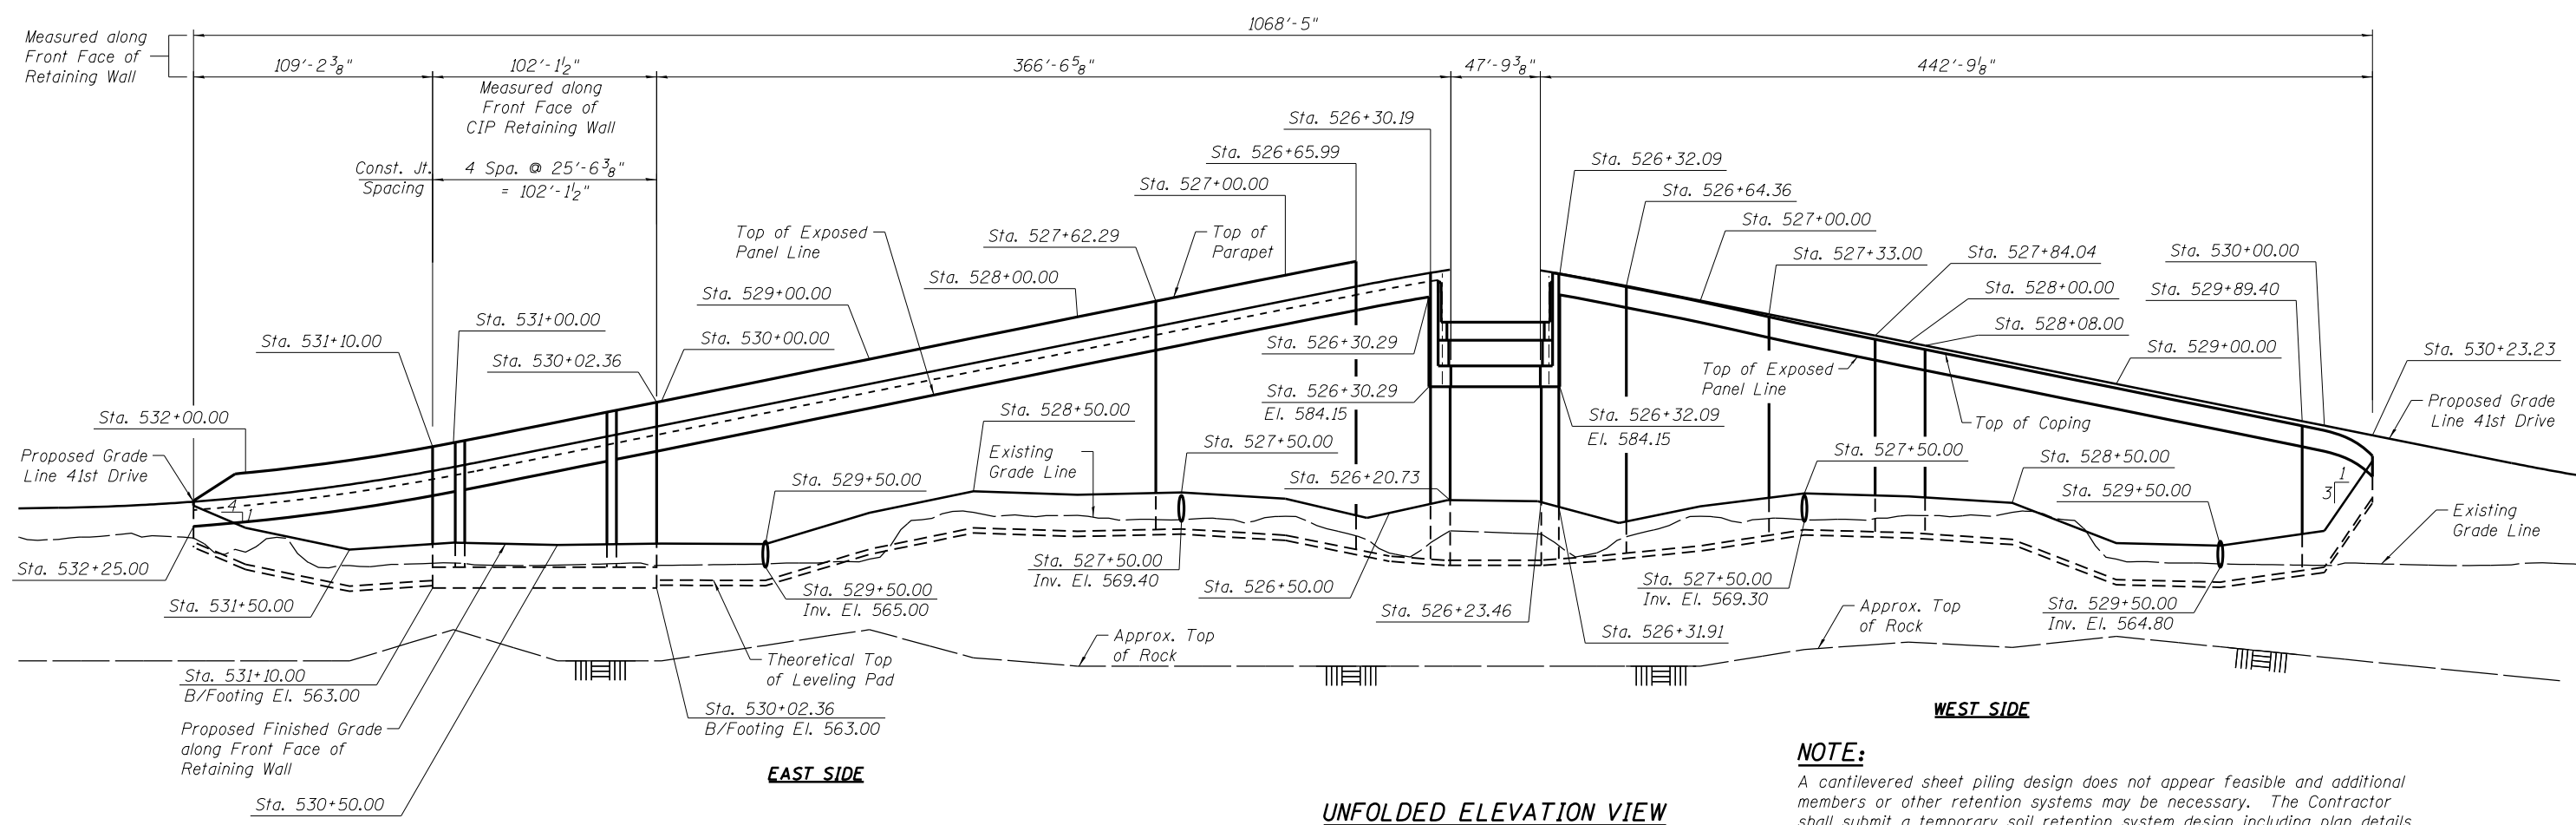 1068'-5"
Measured along
Front Face of
Retaining Wall
109'-2 3/8"
102'-1 1/2"
366'-6 5/8"
47'-9 3/8"
442'-9 1/8"
Measured along
Front Face of
CIP Retaining Wall
Const. Jt.
Spacing
4 Spa. @ 25'-6 3/8"
= 102'-1 1/2"
Sta. 526+30.19
Sta. 526+65.99
Sta. 527+00.00
Sta. 526+32.09
Sta. 526+64.36
Sta. 527+00.00
Top of Exposed
Panel Line
Sta. 527+62.29
Top of
Parapet
Sta. 528+00.00
Sta. 529+00.00
Sta. 527+33.00
Sta. 527+84.04
Sta. 530+00.00
Sta. 528+00.00
Sta. 529+89.40
Sta. 531+10.00
Sta. 531+00.00
Sta. 530+02.36
Sta. 530+00.00
Sta. 526+30.29
Sta. 528+08.00
Sta. 529+00.00
Sta. 530+23.23
Top of Exposed
Panel Line
Sta. 532+00.00
Sta. 528+50.00
Sta. 526+30.29
El. 584.15
Sta. 526+32.09
El. 584.15
Top of Coping
Proposed Grade
Line 41st Drive
Proposed Grade
Line 41st Drive
Existing
Grade Line
Sta. 527+50.00
Sta. 526+20.73
Sta. 527+50.00
Sta. 528+50.00
Sta. 529+50.00
Sta. 529+50.00
4
1
1
3
Existing
Grade Line
Sta. 532+25.00
Sta. 531+50.00
Sta. 529+50.00
Inv. El. 565.00
Sta. 527+50.00
Inv. El. 569.40
Sta. 526+50.00
Sta. 526+23.46
Sta. 527+50.00
Inv. El. 569.30
Sta. 526+31.91
Approx. Top
of Rock
Sta. 529+50.00
Inv. El. 564.80
Approx. Top
of Rock
Theoretical Top
of Leveling Pad
Sta. 531+10.00
B/Footing El. 563.00
Sta. 530+02.36
B/Footing El. 563.00
Proposed Finished Grade
along Front Face of
Retaining Wall
Sta. 530+50.00
EAST SIDE
WEST SIDE
UNFOLDED ELEVATION VIEW
NOTE:
A cantilevered sheet piling design does not appear feasible and additional
members or other retention systems may be necessary. The Contractor
shall submit a temporary soil retention system design including plan details